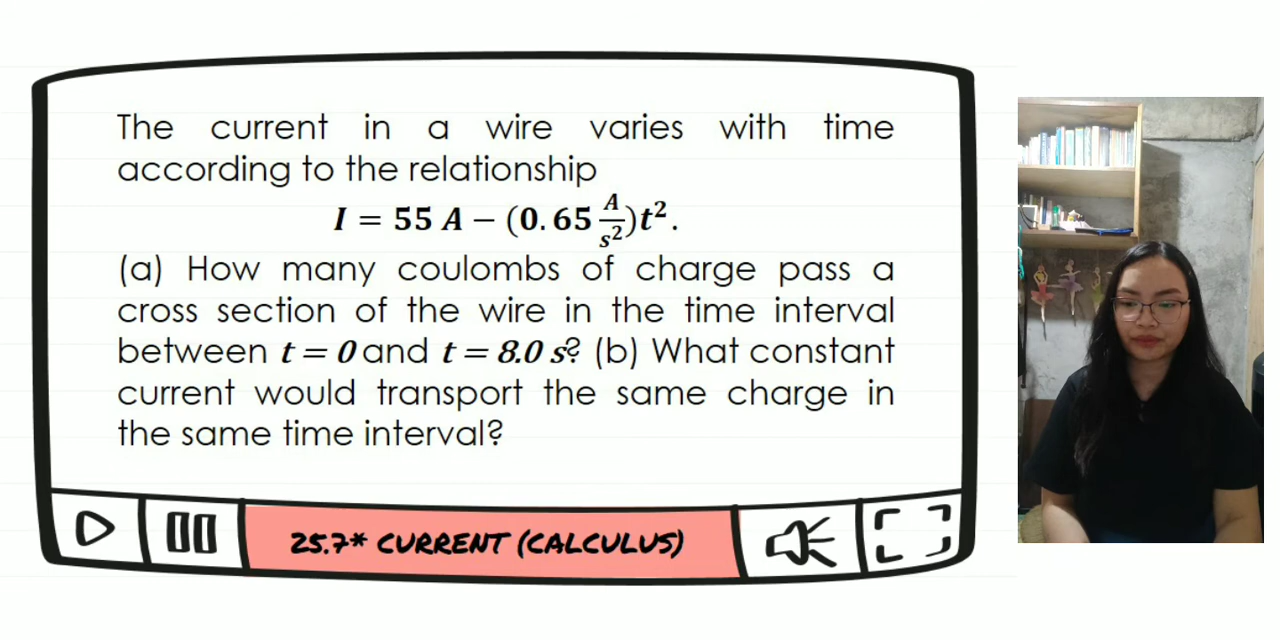 The current in a wire varies with time
according to the relationship
I = 55 A − (0.65 A/s²)t².
(a) How many coulombs of charge pass a
cross section of the wire in the time interval
between t = 0 and t = 8.0 s? (b) What constant
current would transport the same charge in
the same time interval?
25.7* CURRENT (CALCULUS)